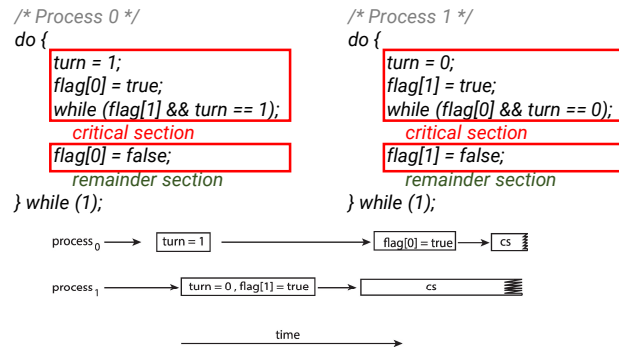 /* Process 0 */
do {
turn = 1;
flag[0] = true;
while (flag[1] && turn == 1);
critical section
flag[0] = false;
remainder section
} while (1);
/* Process 1 */
do {
turn = 0;
flag[1] = true;
while (flag[0] && turn == 0);
critical section
flag[1] = false;
remainder section
} while (1);
process0 turn = 1 flag[0] = true cs
process1 turn = 0 , flag[1] = true cs
time